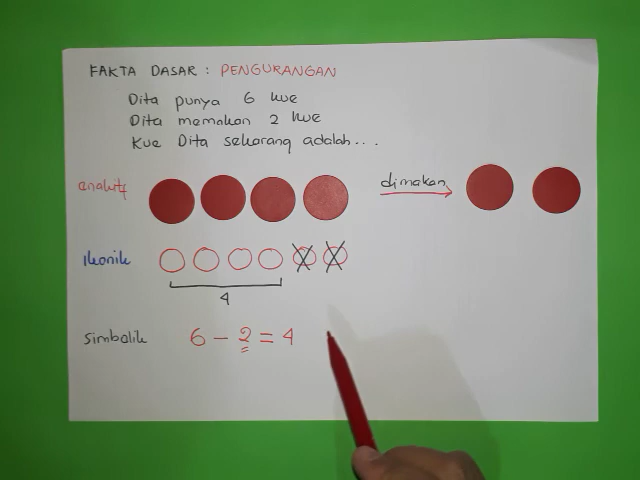 FAKTA DASAR : PENGURANGAN
Dita punya 6 kue
Dita memakan 2 kue
Kue Dita sekarang adalah...
enaktif
dimakan
Ikonik
4
Simbolik 6 - 2 = 4